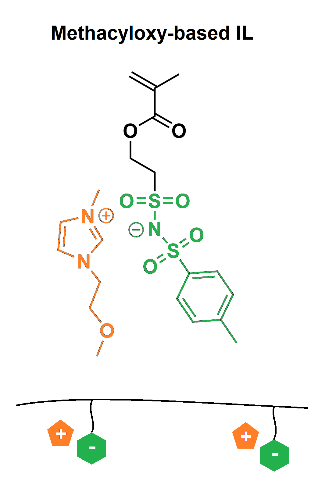 Methacyloxy-based IL
O O
O=S=O
N + − N
N S O
O
O
+ - + -